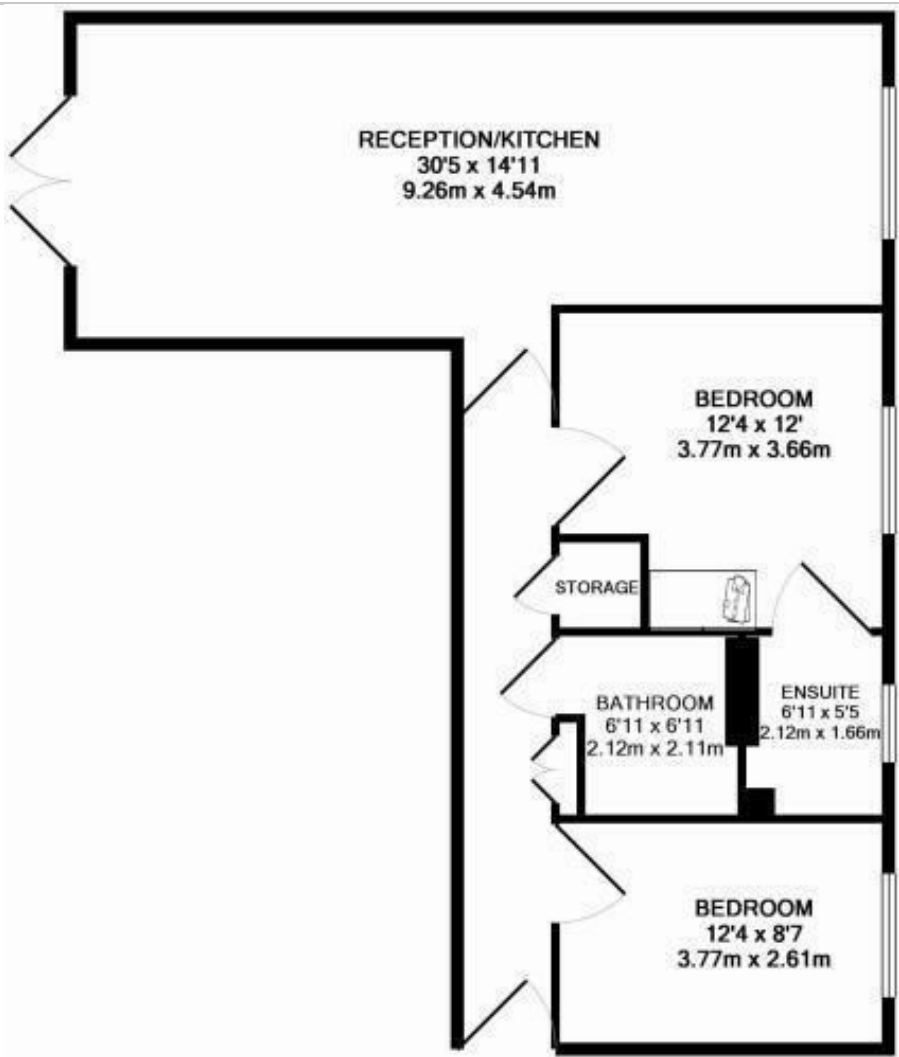 RECEPTION/KITCHEN
30'5 x 14'11
9.26m x 4.54m
BEDROOM
12'4 x 12'
3.77m x 3.66m
STORAGE
BATHROOM
6'11 x 6'11
2.12m x 2.11m
ENSUITE
6'11 x 5'5
2.12m x 1.66m
BEDROOM
12'4 x 8'7
3.77m x 2.61m